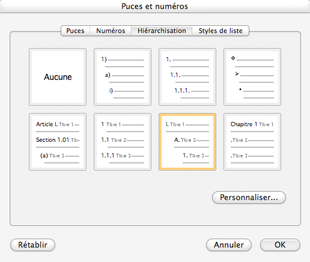 Puces et numéros
Puces Numéros Hiérarchisation Styles de liste
Aucune
1)
a)
i)
1.
1.1.
1.1.1.
Article I. Titre 1
Section 1.01 Titr
(a) Titre 3
1 Titre 1
1.1 Titre 2
1.1.1 Titre 3
I. Titre 1
A. Titre 2
1. Titre 3
Chapitre 1 Titre 1
.Titre 2
.Titre 3
Personnaliser...
Rétablir Annuler OK